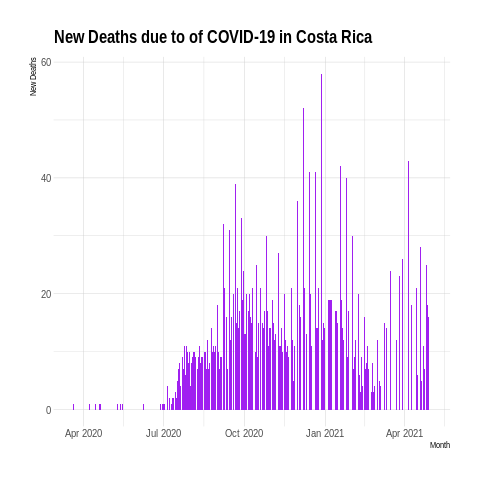 New Deaths due to of COVID-19 in Costa Rica
New Deaths
60
40
20
0
Apr 2020 Jul 2020 Oct 2020 Jan 2021 Apr 2021
Month